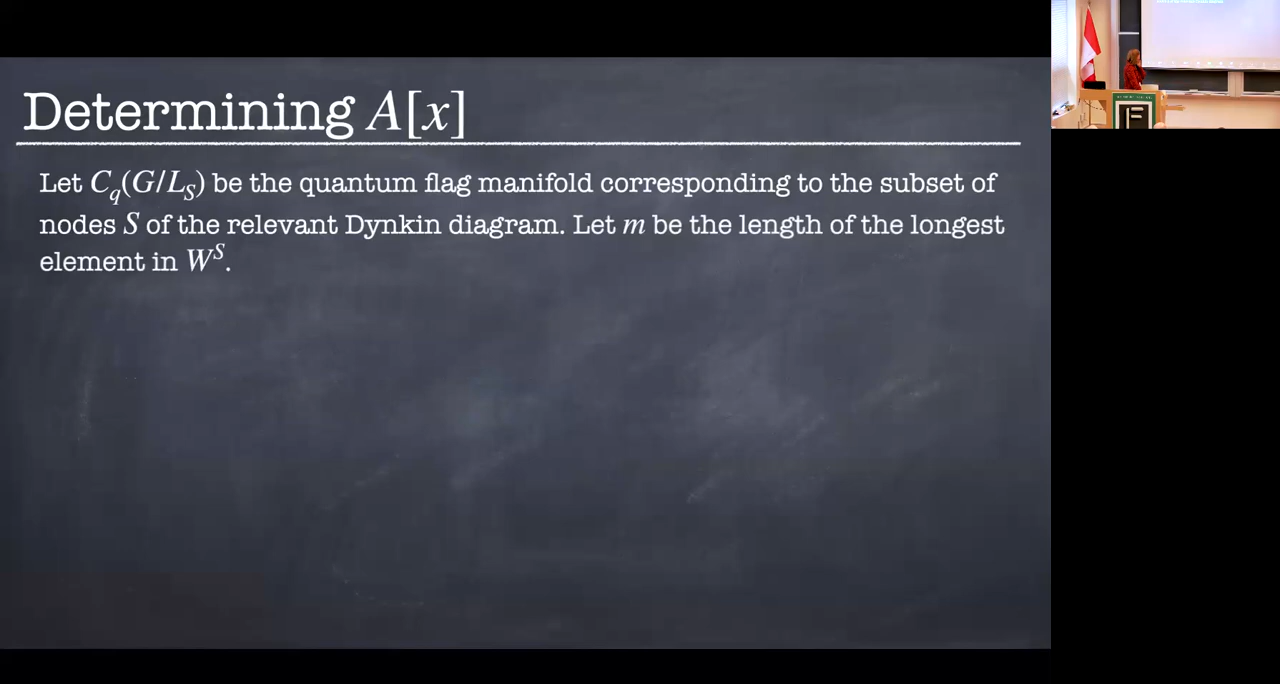 Determining A[x]
Let C_q(G/L_S) be the quantum flag manifold corresponding to the subset of
nodes S of the relevant Dynkin diagram. Let m be the length of the longest
element in W^S.